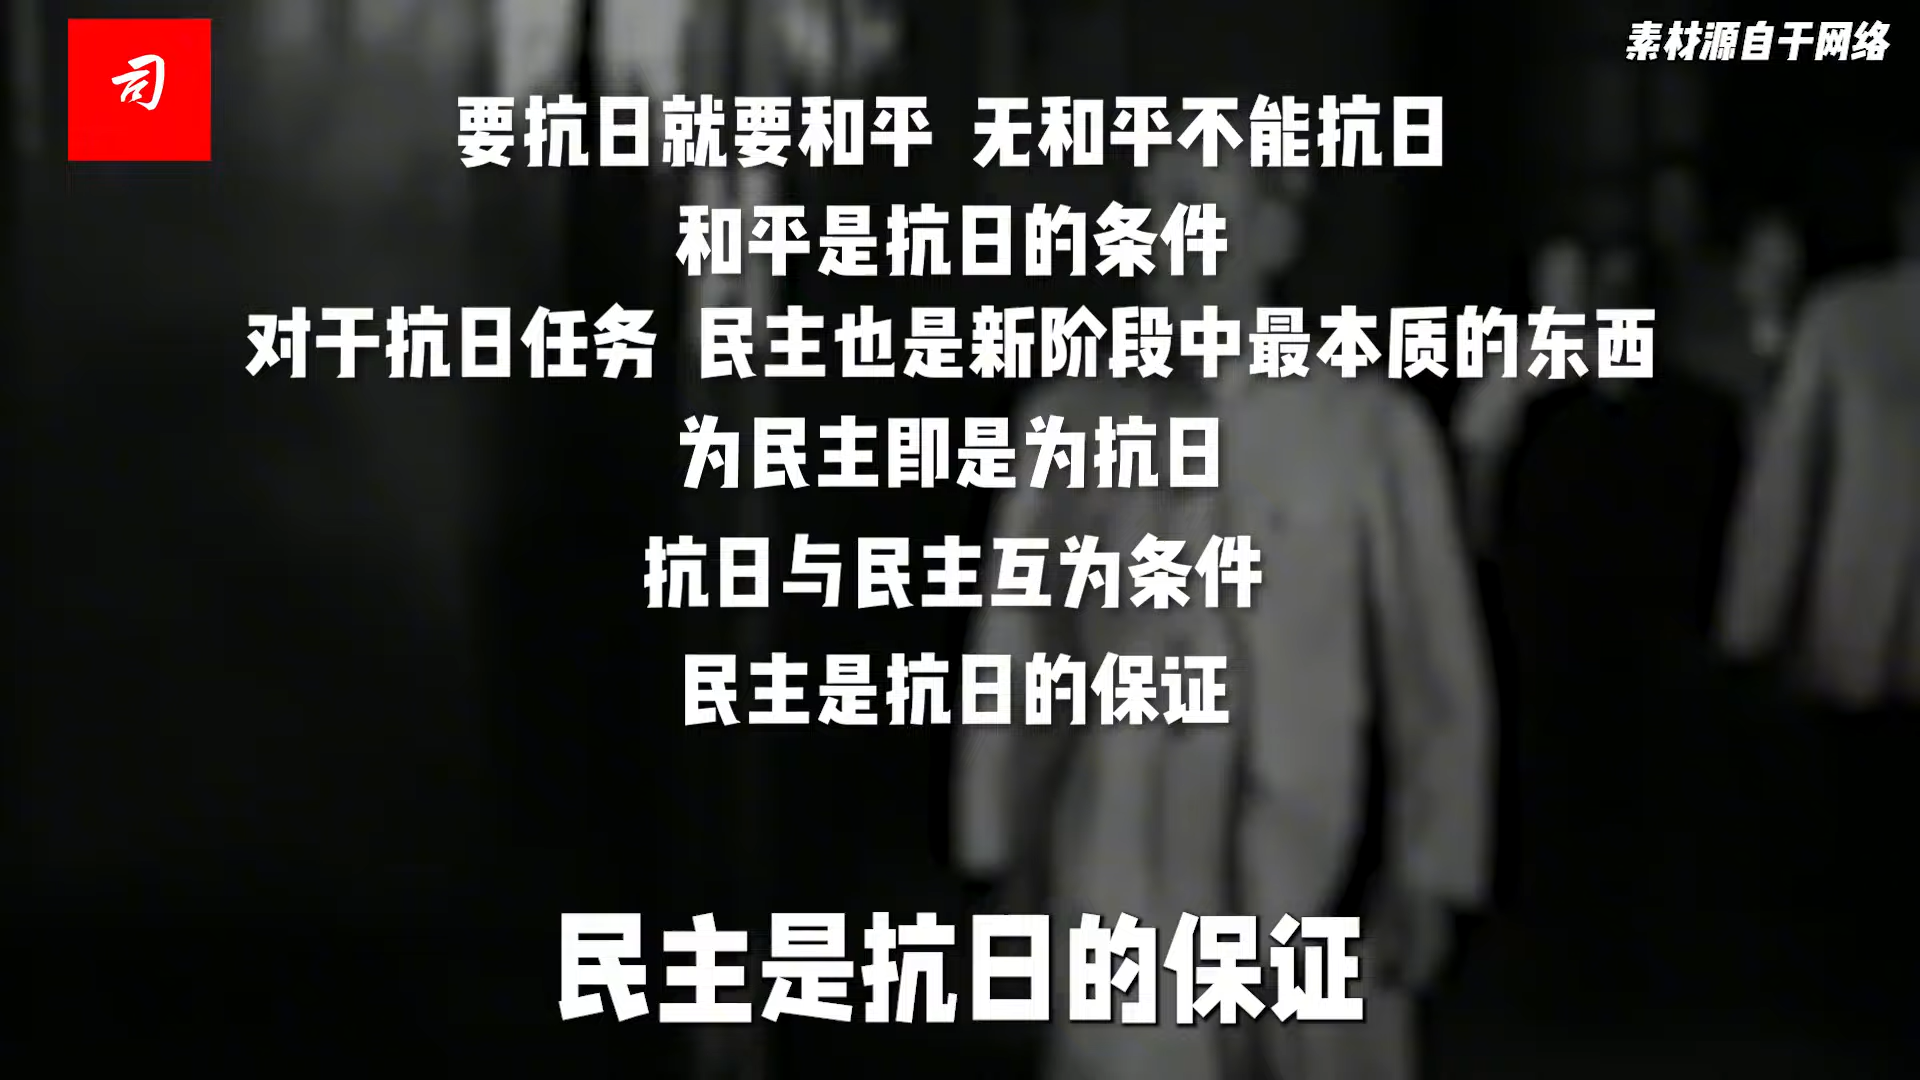 司
素材源自于网络
要抗日就要和平 无和平不能抗日
和平是抗日的条件
对于抗日任务 民主也是新阶段中最本质的东西
为民主即是为抗日
抗日与民主互为条件
民主是抗日的保证
民主是抗日的保证